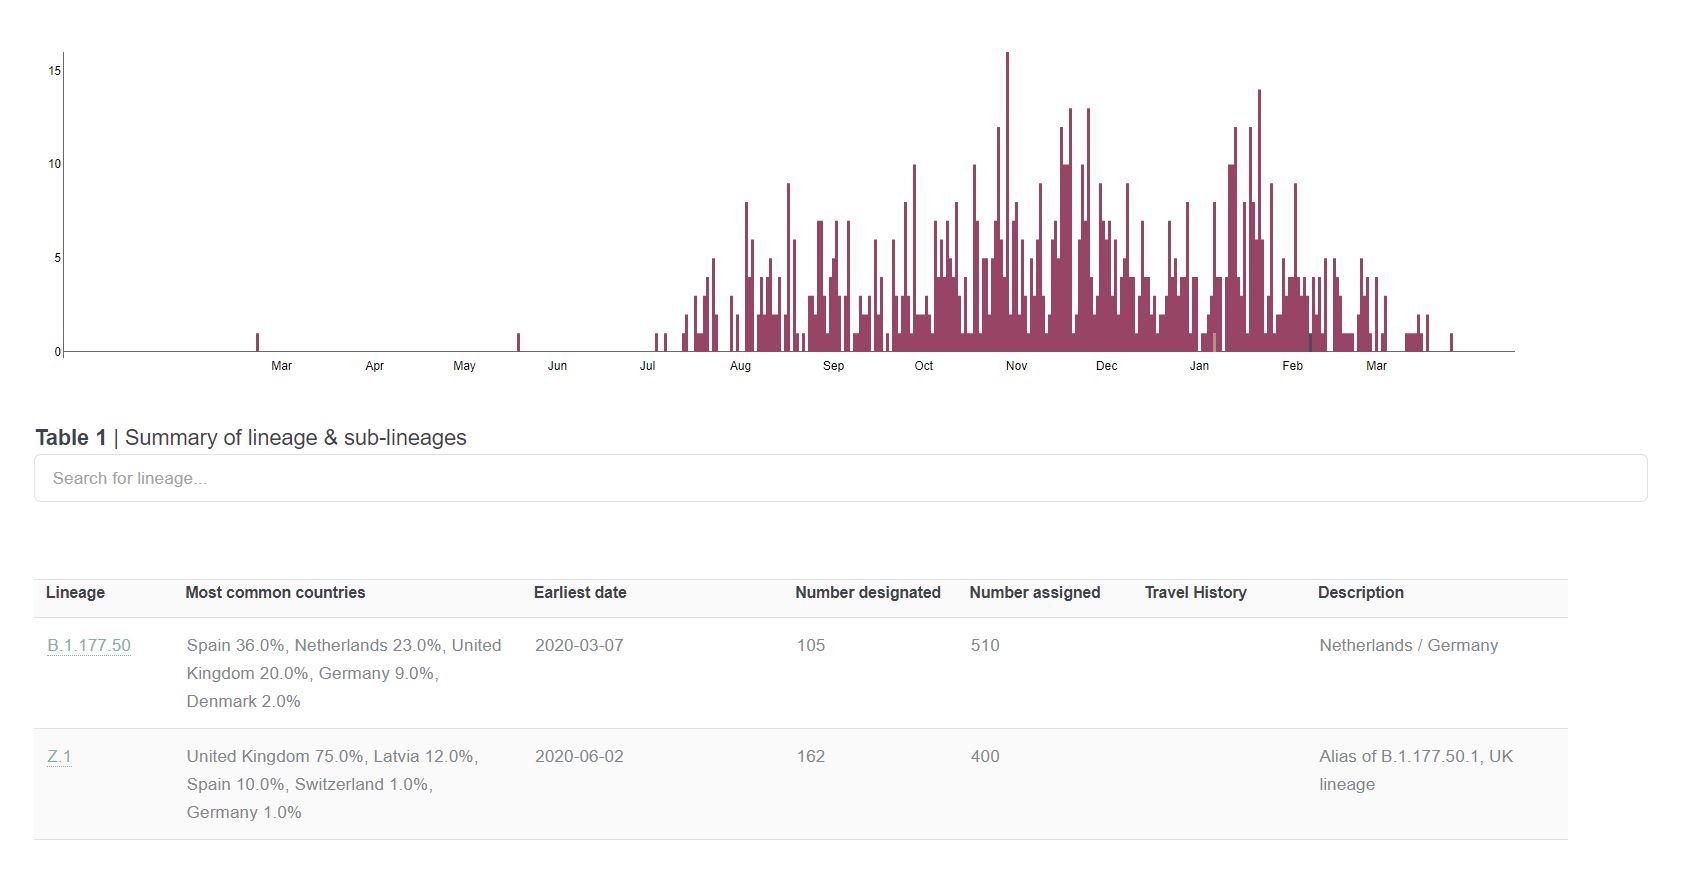 15
10
5
0
Mar Apr May Jun Jul Aug Sep Oct Nov Dec Jan Feb Mar
Table 1 | Summary of lineage & sub-lineages
Search for lineage...
Lineage Most common countries Earliest date Number designated Number assigned Travel History Description
B.1.177.50 Spain 36.0%, Netherlands 23.0%, United 2020-03-07 105 510 Netherlands / Germany
Kingdom 20.0%, Germany 9.0%,
Denmark 2.0%
Z.1 United Kingdom 75.0%, Latvia 12.0%, 2020-06-02 162 400 Alias of B.1.177.50.1, UK
Spain 10.0%, Switzerland 1.0%, lineage
Germany 1.0%